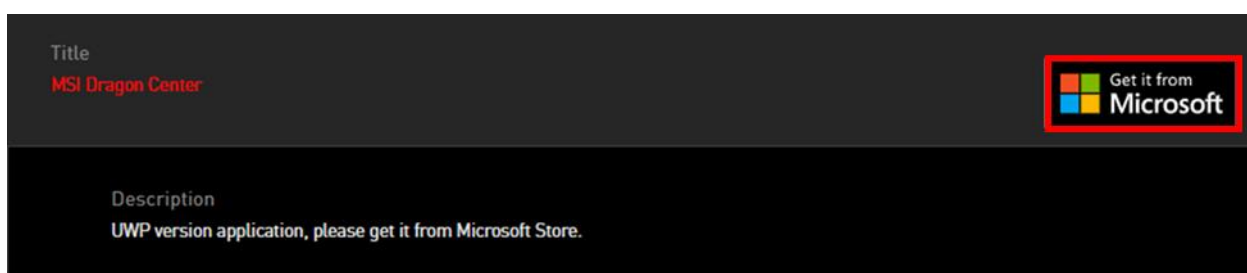 Title
MSI Dragon Center
Get it from
Microsoft
Description
UWP version application, please get it from Microsoft Store.